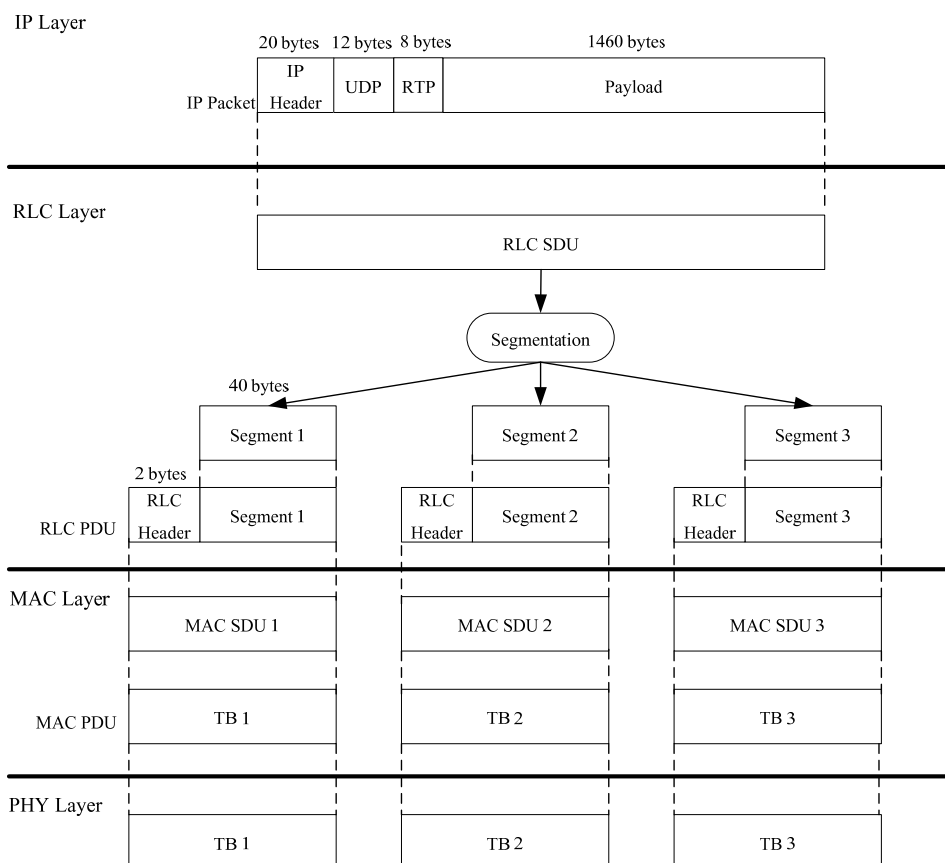 IP Layer
20 bytes 12 bytes 8 bytes 1460 bytes
IP Packet
IP
Header
UDP
RTP
Payload
RLC Layer
RLC SDU
Segmentation
40 bytes
Segment 1
Segment 2
Segment 3
2 bytes
RLC PDU
RLC
Header
Segment 1
RLC
Header
Segment 2
RLC
Header
Segment 3
MAC Layer
MAC SDU 1
MAC SDU 2
MAC SDU 3
MAC PDU
TB 1
TB 2
TB 3
PHY Layer
TB 1
TB 2
TB 3